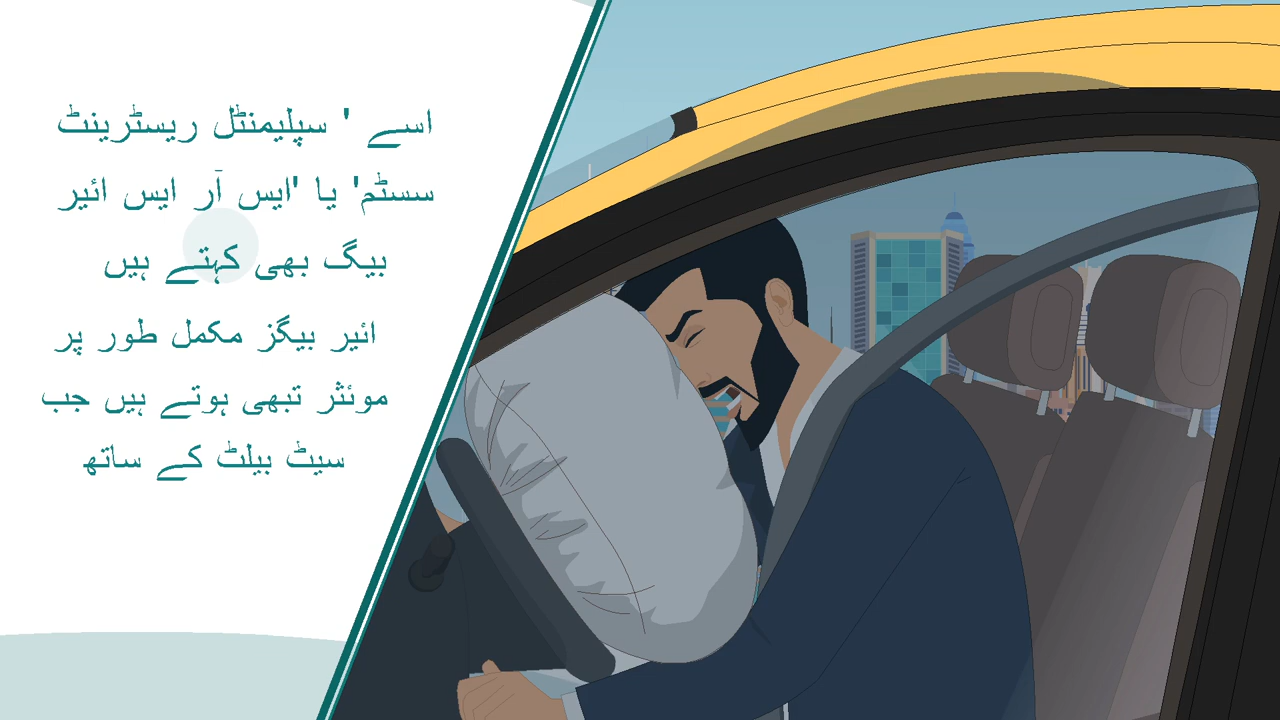 اسے ' سپلیمنٹل ریسٹرینٹ
سسٹم' یا 'ایس آر ایس ائیر
بیگ بھی کہتے ہیں
ائیر بیگز مکمل طور پر
موئثر تبھی ہوتے ہیں جب
سیٹ بیلٹ کے ساتھ